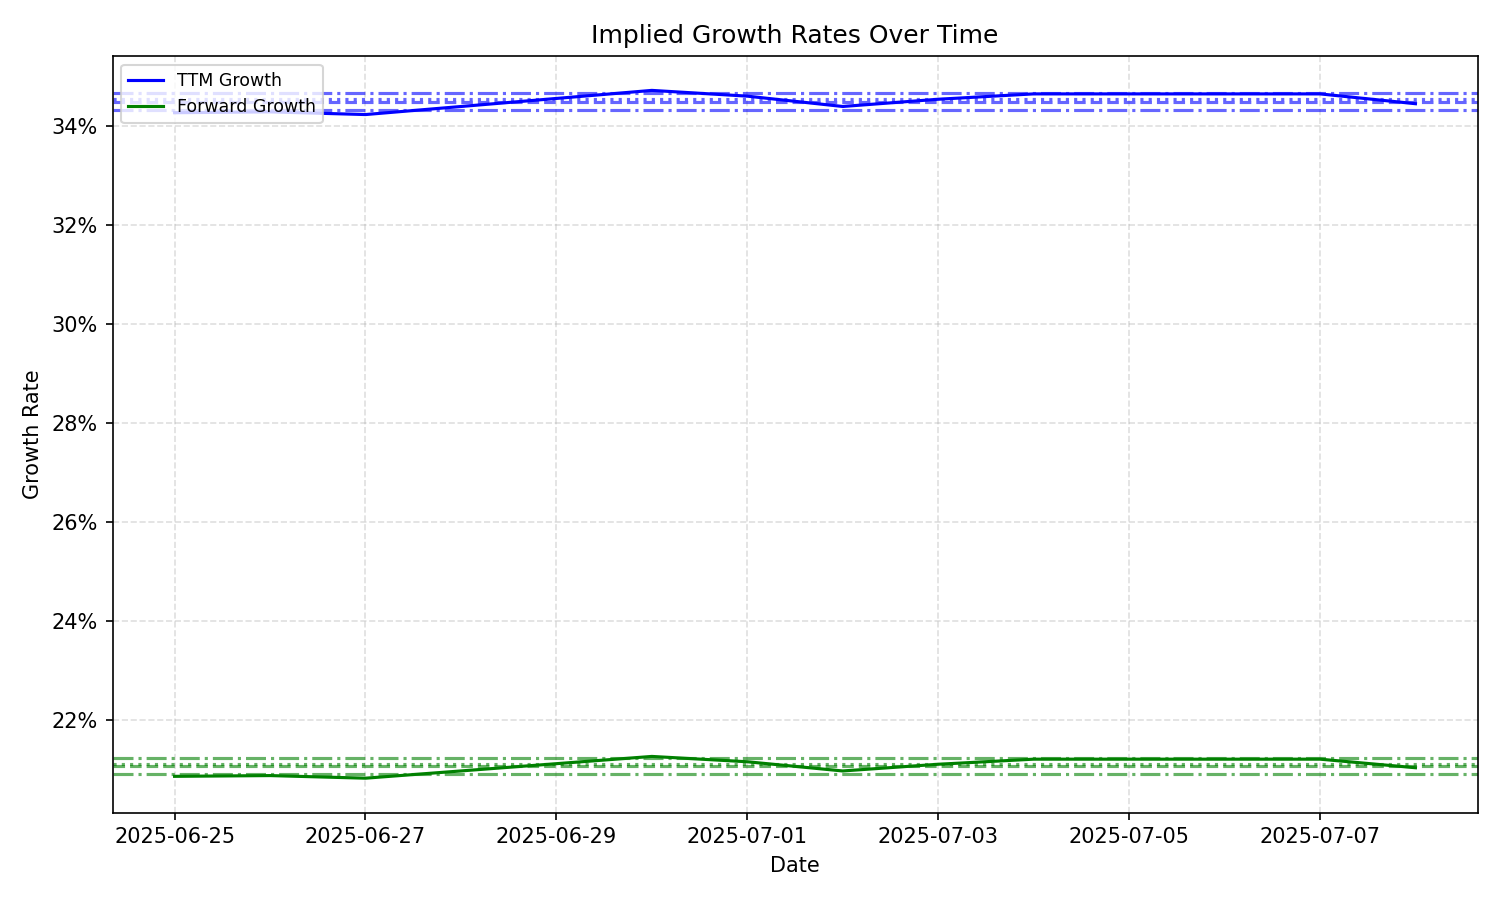 Implied Growth Rates Over Time
TTM Growth
Forward Growth
34%
32%
30%
28%
26%
24%
22%
Growth Rate
2025-06-25 2025-06-27 2025-06-29 2025-07-01 2025-07-03 2025-07-05 2025-07-07
Date